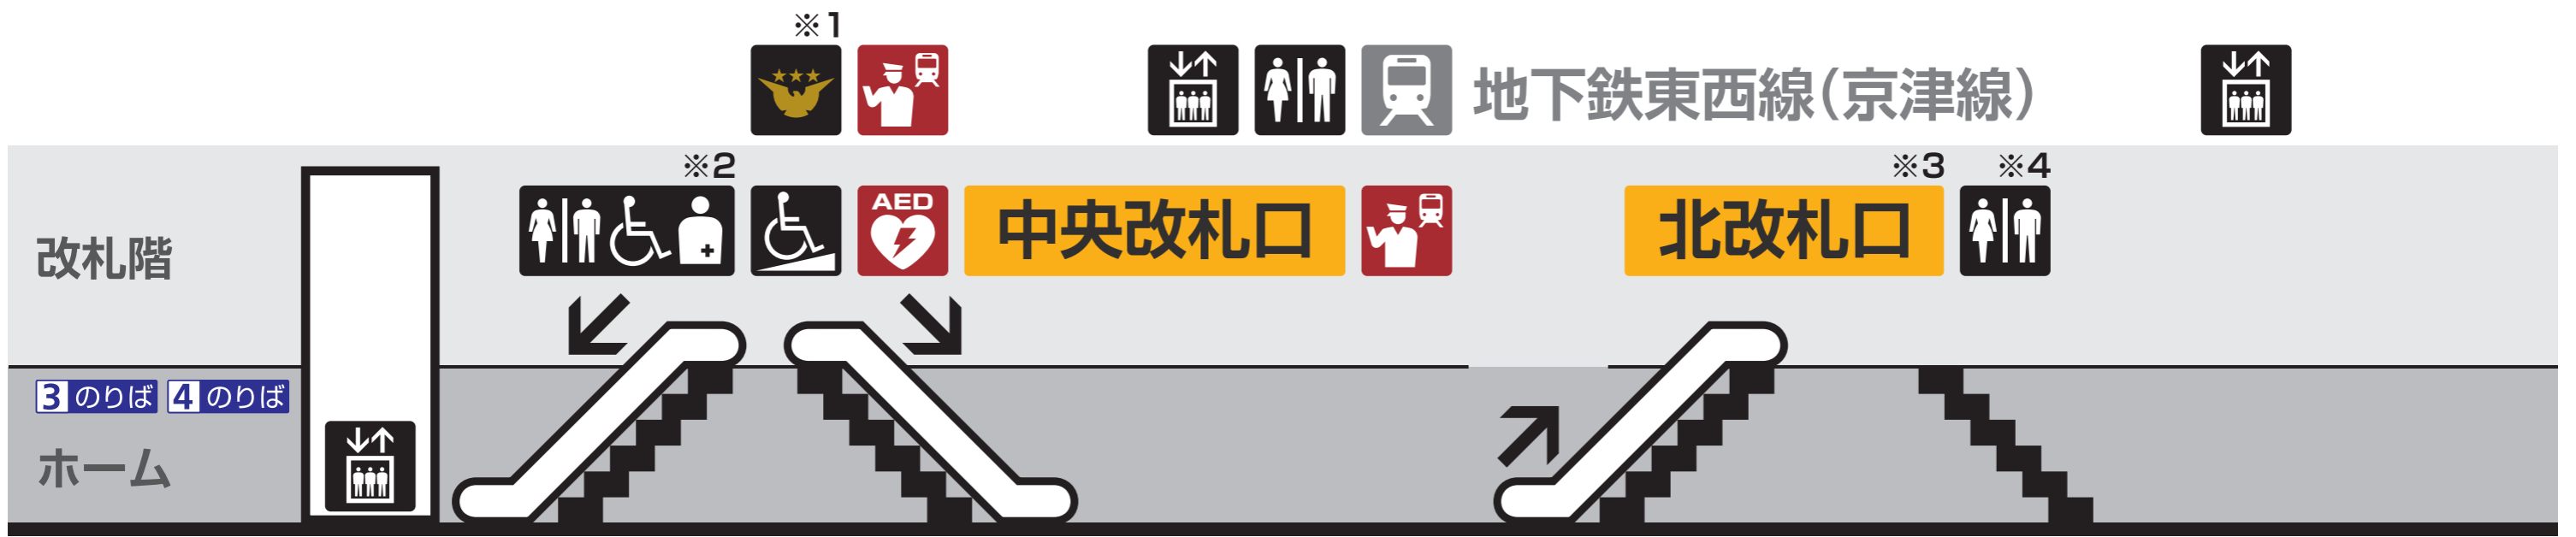 ※1
地下鉄東西線(京津線)
※2
※3
※4
AED
中央改札口
北改札口
改札階
3 のりば 4 のりば
ホーム